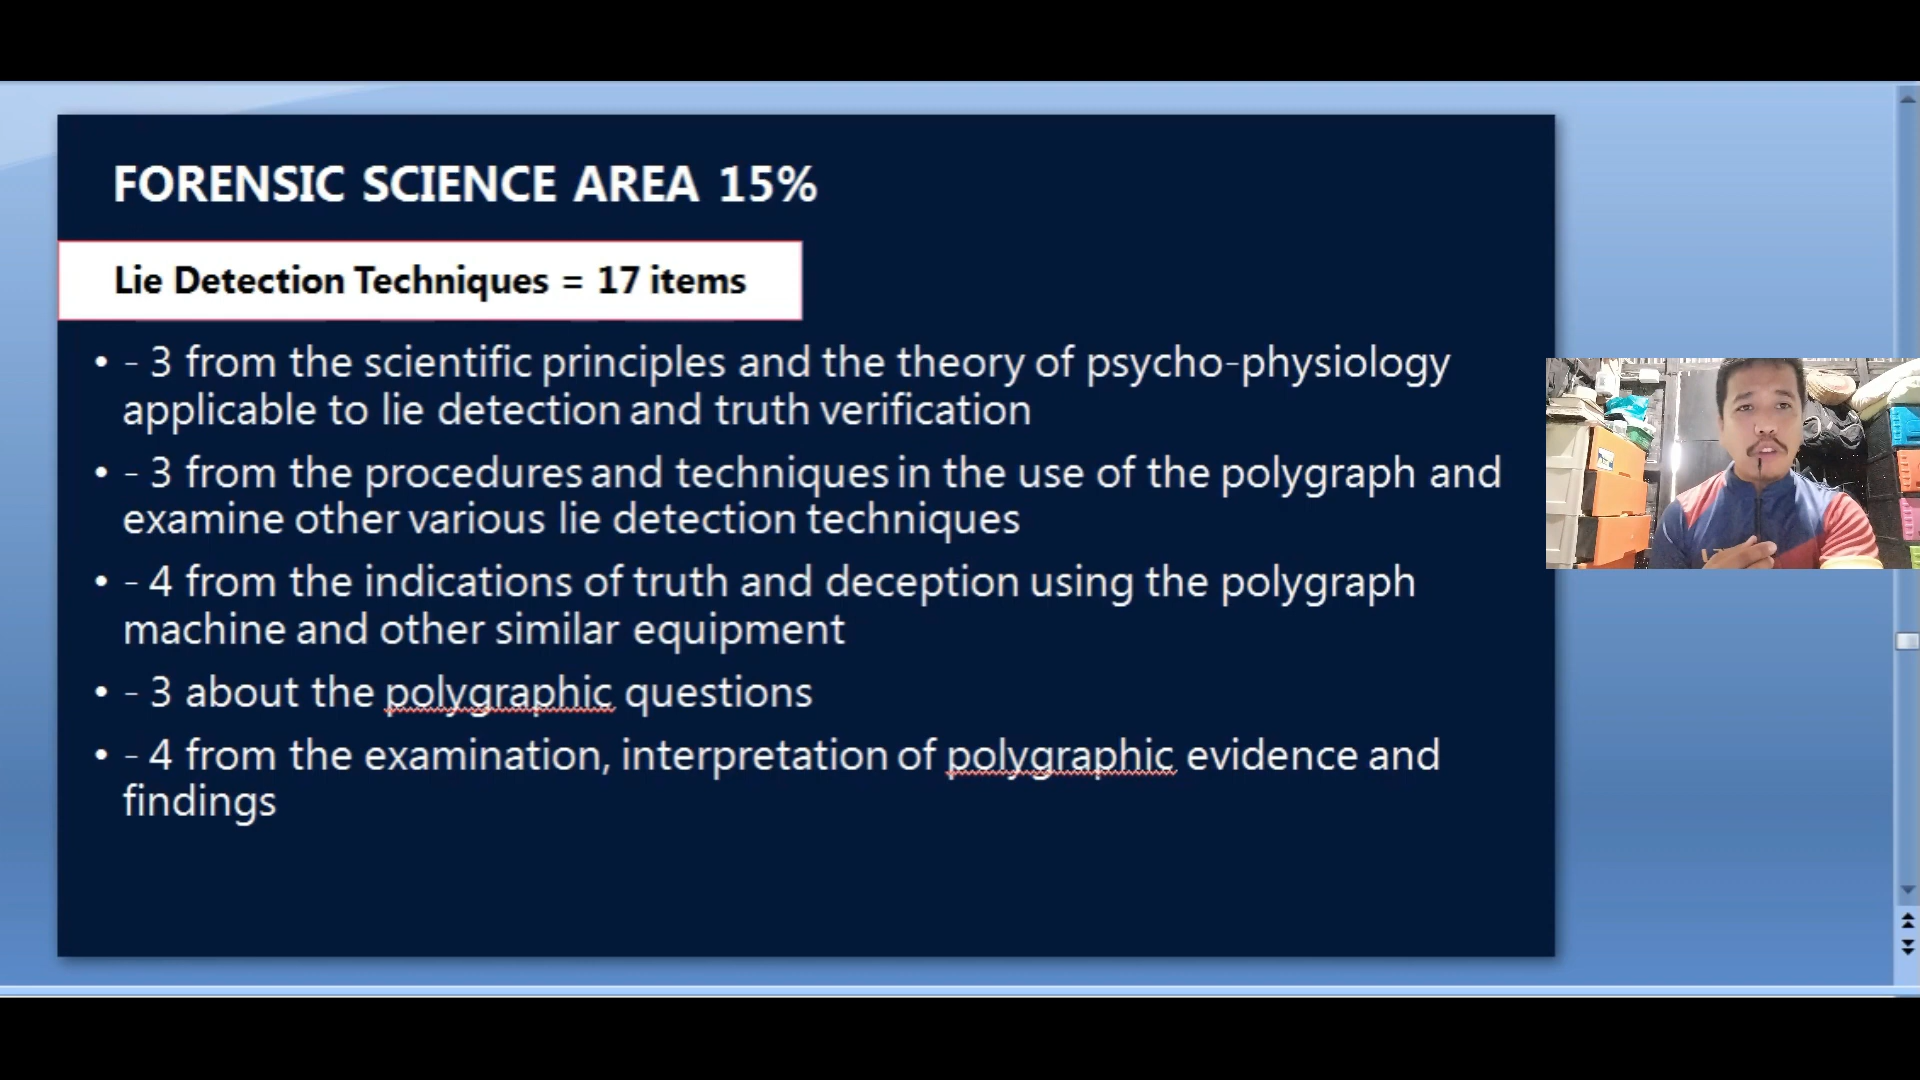 FORENSIC SCIENCE AREA 15%
Lie Detection Techniques = 17 items
• - 3 from the scientific principles and the theory of psycho-physiology
applicable to lie detection and truth verification
• - 3 from the procedures and techniques in the use of the polygraph and
examine other various lie detection techniques
• - 4 from the indications of truth and deception using the polygraph
machine and other similar equipment
• - 3 about the polygraphic questions
• - 4 from the examination, interpretation of polygraphic evidence and
findings